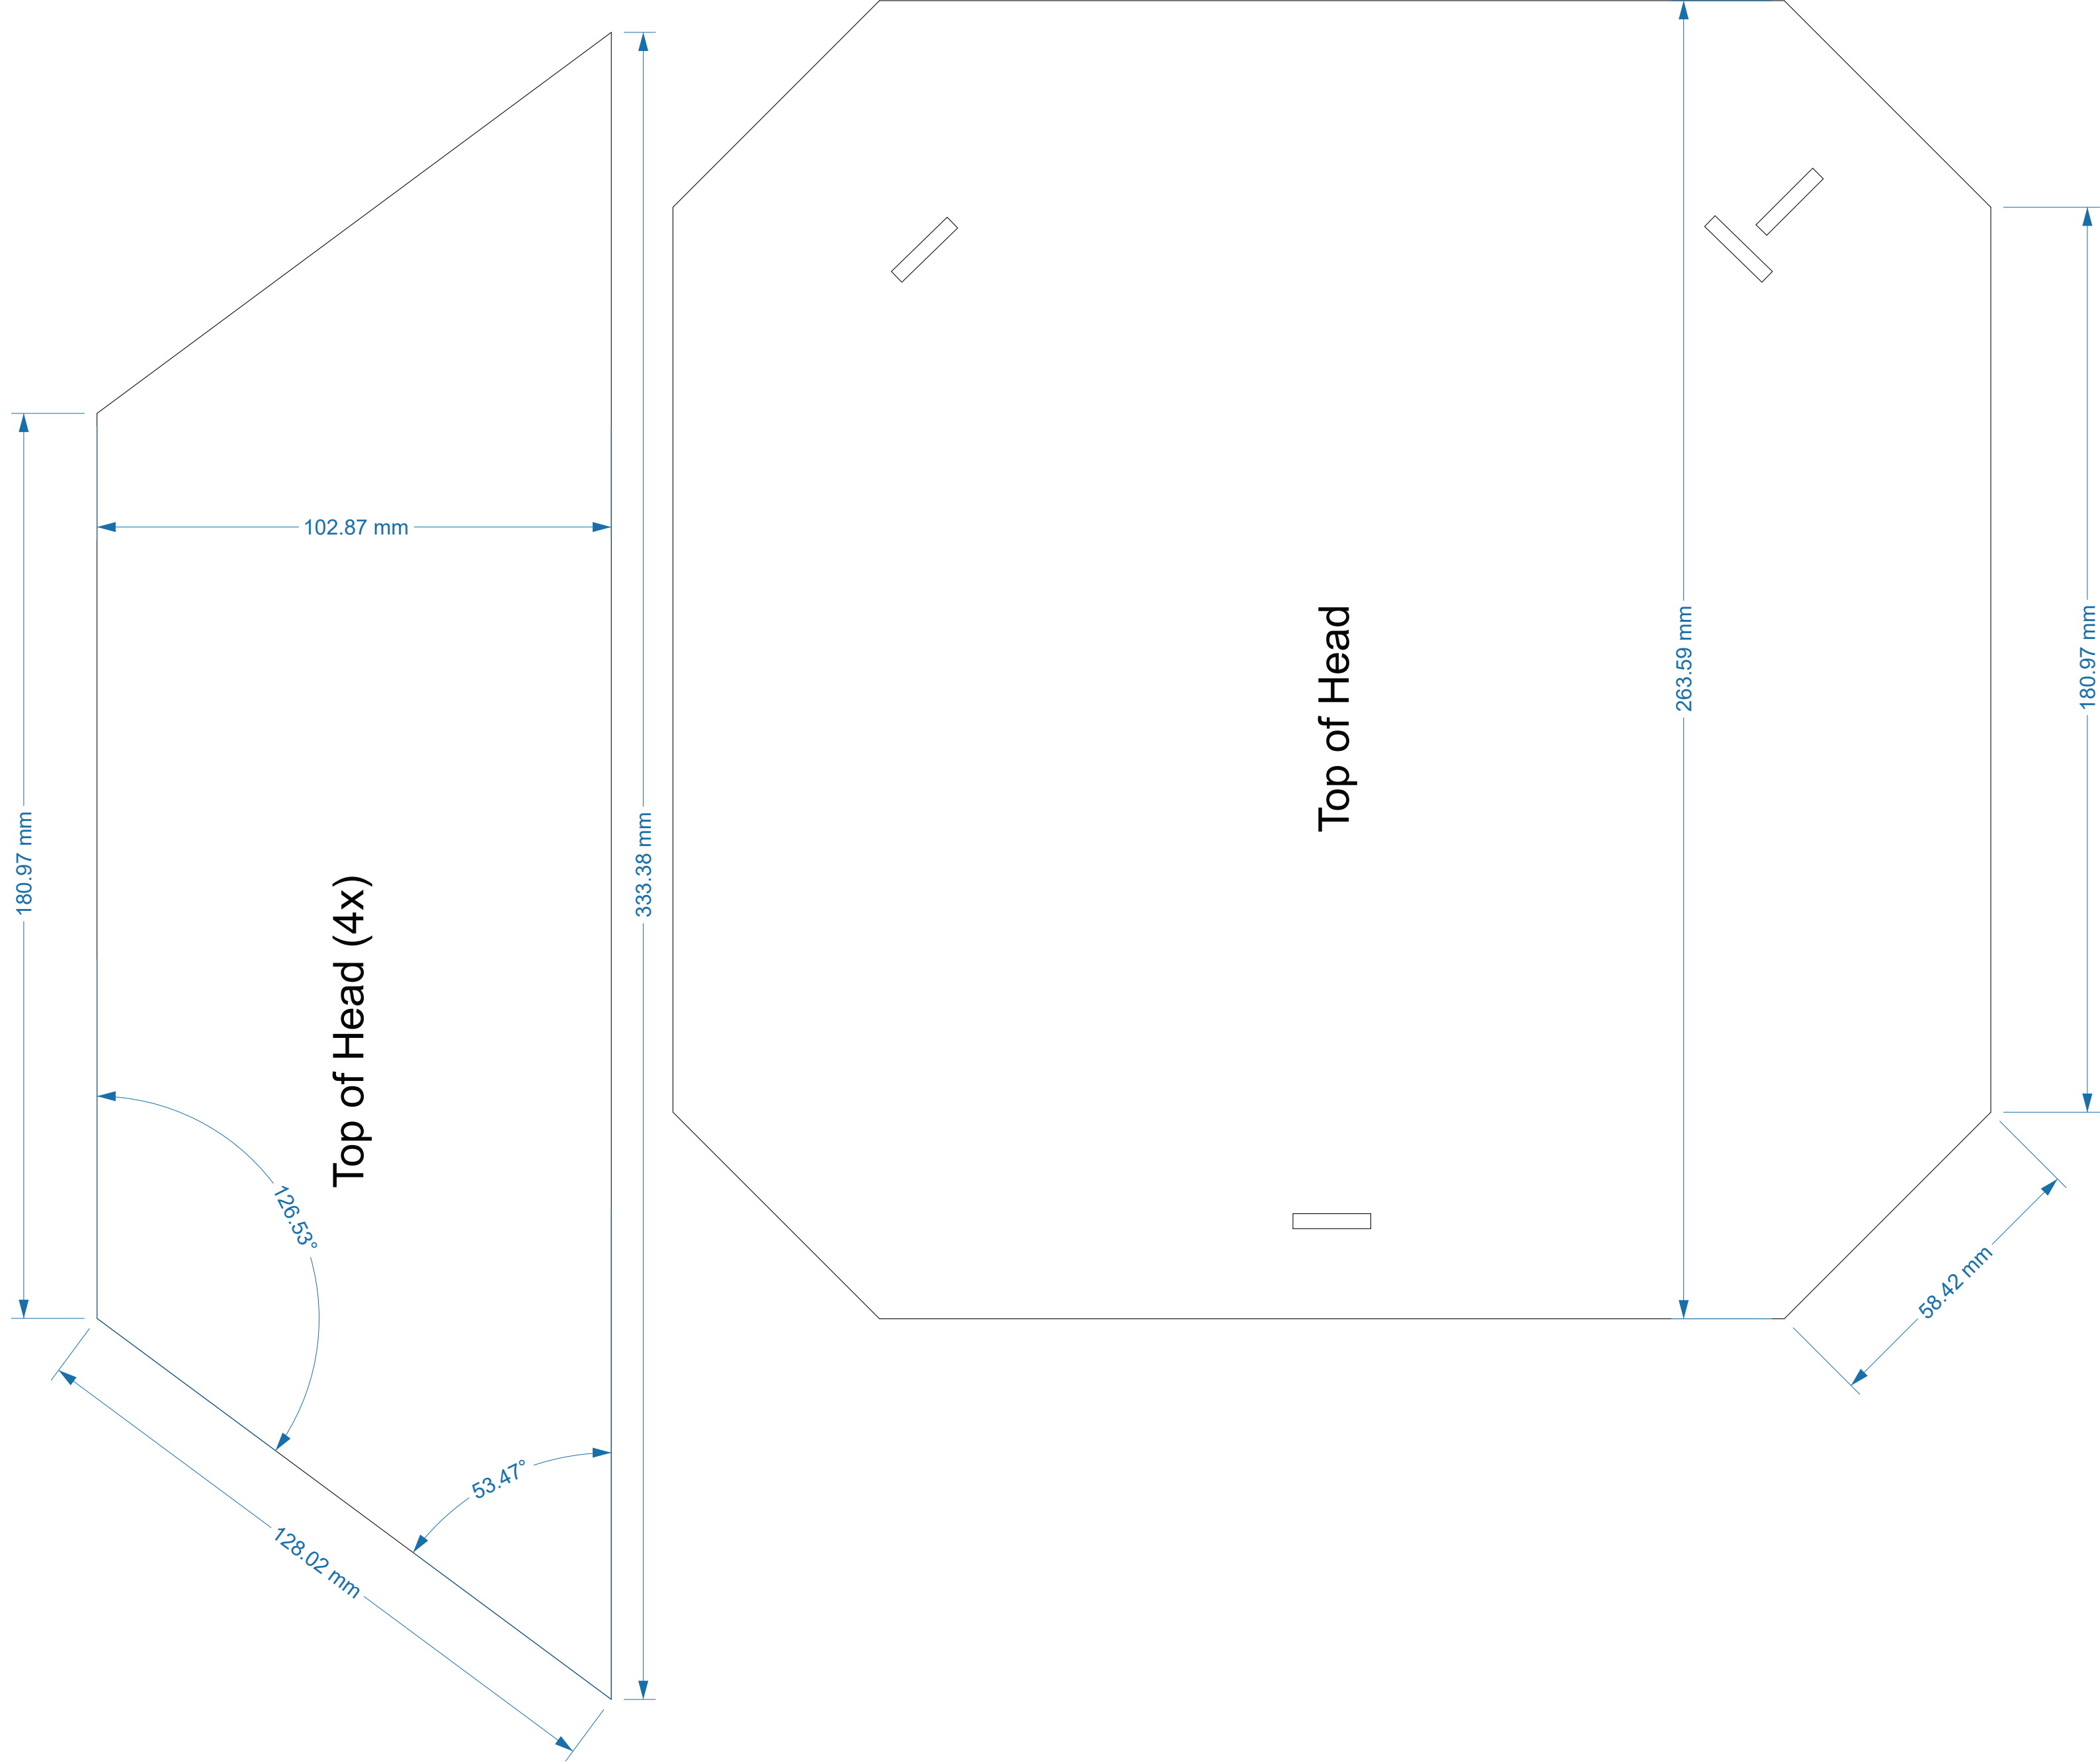 180.97 mm
102.87 mm
Top of Head (4x)
126.53°
53.47°
128.02 mm
333.38 mm
Top of Head
263.59 mm
180.97 mm
58.42 mm